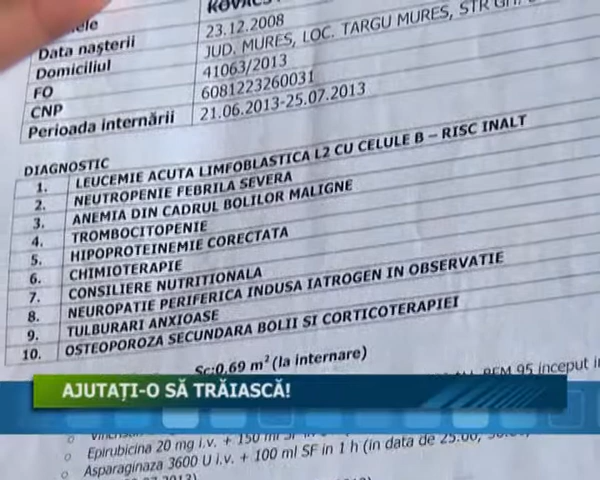 KOVACS
Data naşterii 23.12.2008
Domiciliul JUD. MURES, LOC. TARGU MURES, STR
FO 41063/2013
CNP 6081223260031
Perioada internării 21.06.2013-25.07.2013
DIAGNOSTIC
1. LEUCEMIE ACUTA LIMFOBLASTICA L2 CU CELULE B – RISC INALT
2. NEUTROPENIE FEBRILA SEVERA
3. ANEMIA DIN CADRUL BOLILOR MALIGNE
4. TROMBOCITOPENIE
5. HIPOPROTEINEMIE CORECTATA
6. CHIMIOTERAPIE
7. CONSILIERE NUTRITIONALA
8. NEUROPATIE PERIFERICA INDUSA IATROGEN IN OBSERVATIE
9. TULBURARI ANXIOASE
10. OSTEOPOROZA SECUNDARA BOLII SI CORTICOTERAPIEI
Sc:0,69 m² (la internare)
BFM 95 inceput
AJUTAȚI-O SĂ TRĂIASCĂ!
Epirubicina 20 mg i.v. + 150 ml SF in
Asparaginaza 3600 U i.v. + 100 ml SF in 1 h (in data de